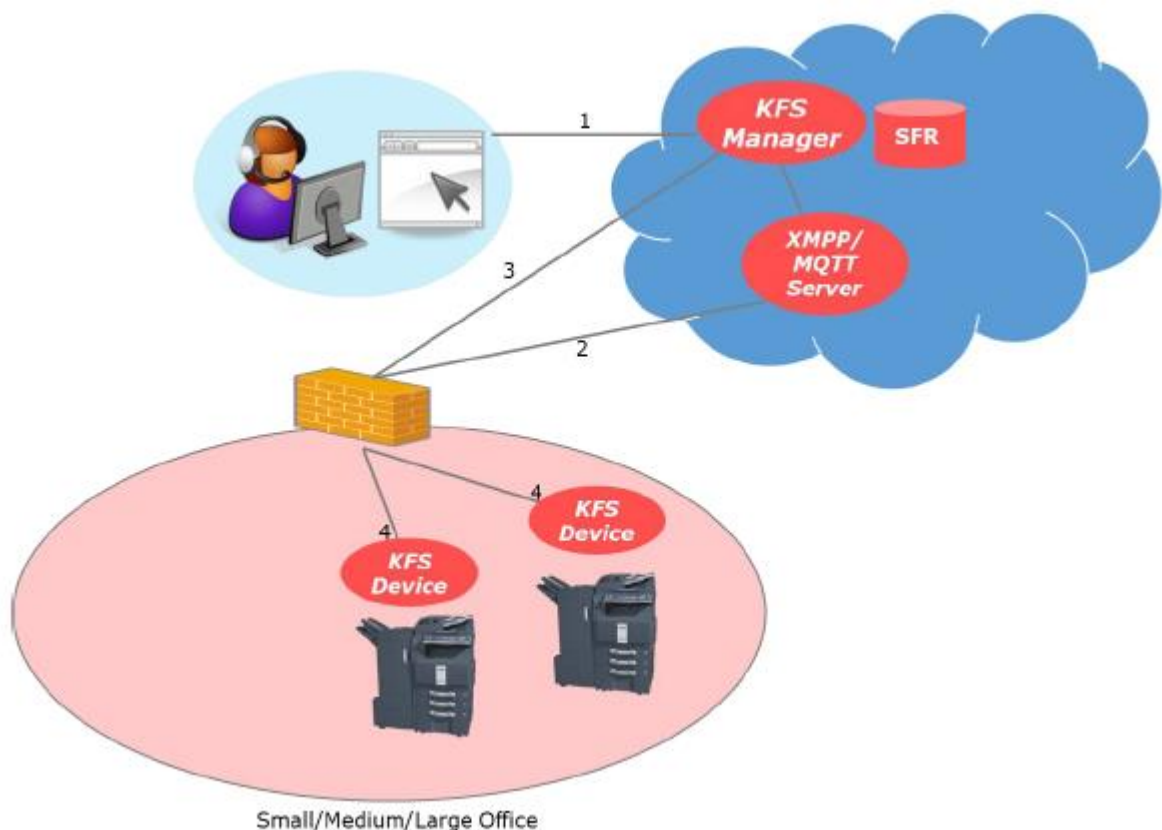 1
KFS
Manager
SFR
XMPP/
MQTT
Server
3
2
4
KFS
Device
4
KFS
Device
Small/Medium/Large Office